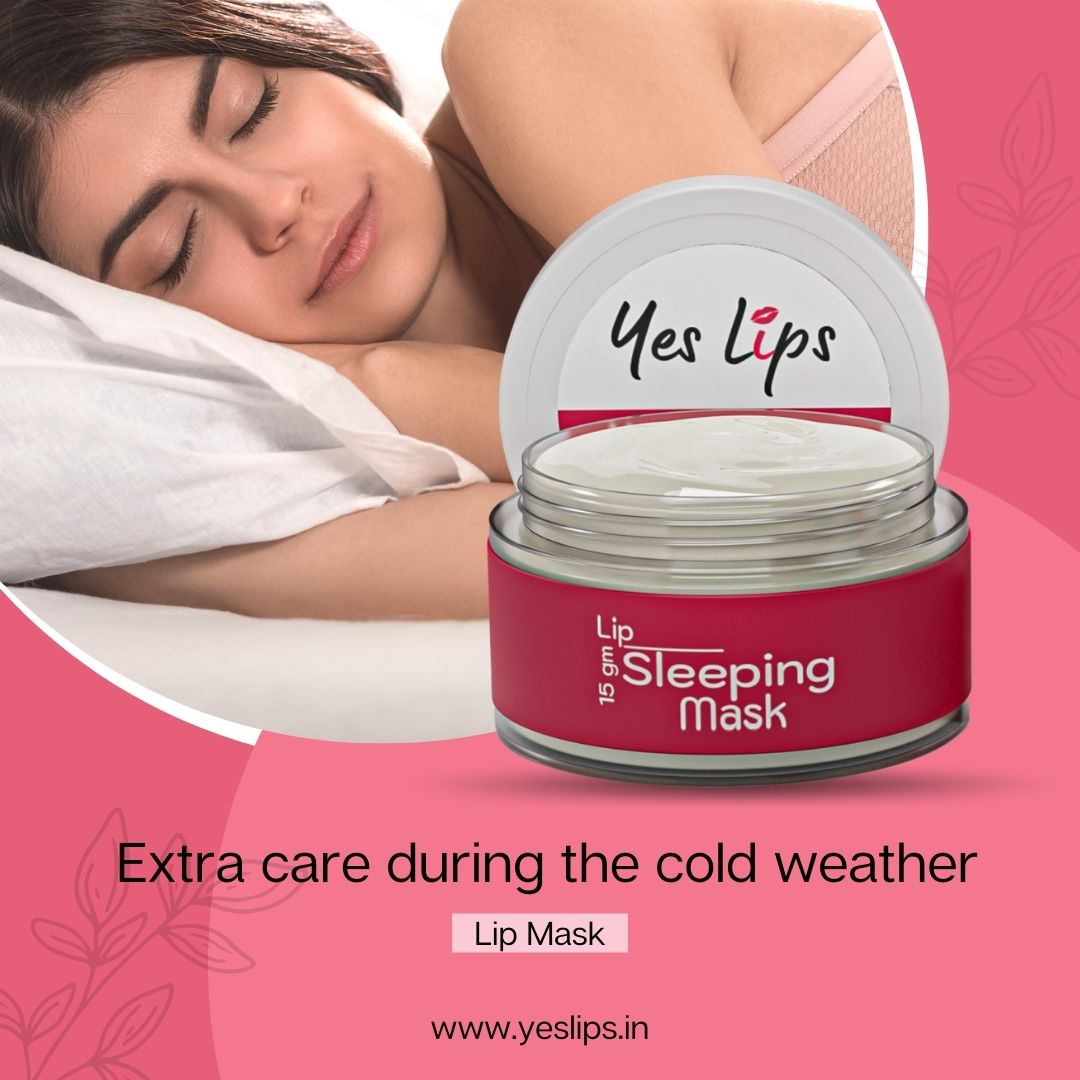 Yes Lips
Lip
15 gm
Sleeping
Mask
Extra care during the cold weather
Lip Mask
www.yeslips.in